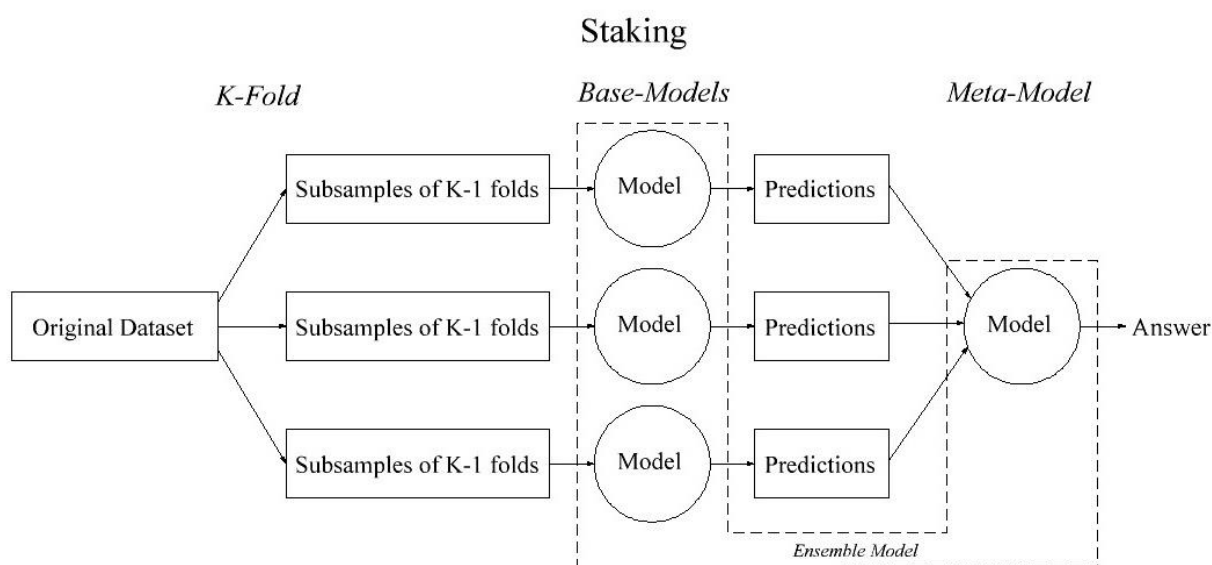 Staking
K-Fold
Base-Models
Meta-Model
Subsamples of K-1 folds
Model
Predictions
Original Dataset
Subsamples of K-1 folds
Model
Predictions
Model
Answer
Subsamples of K-1 folds
Model
Predictions
Ensemble Model